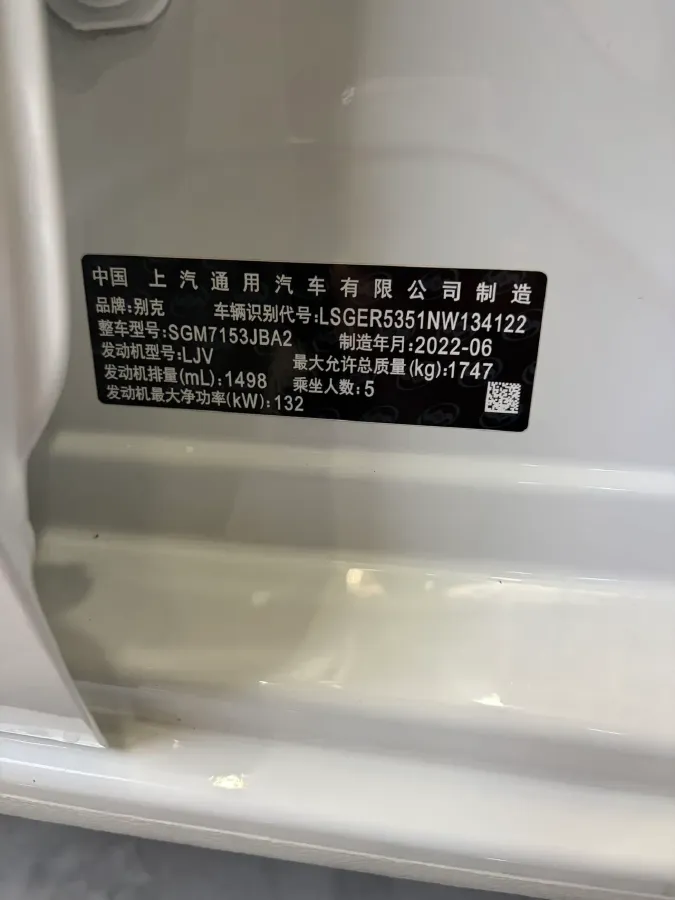 中国 上汽通用汽车有限公司制造
品牌:别克 车辆识别代号:LSGER5351NW134122
整车型号:SGM7153JBA2 制造年月:2022-06
发动机型号:LJV 最大允许总质量(kg):1747
发动机排量(mL):1498 乘坐人数:5
发动机最大净功率(kW):132